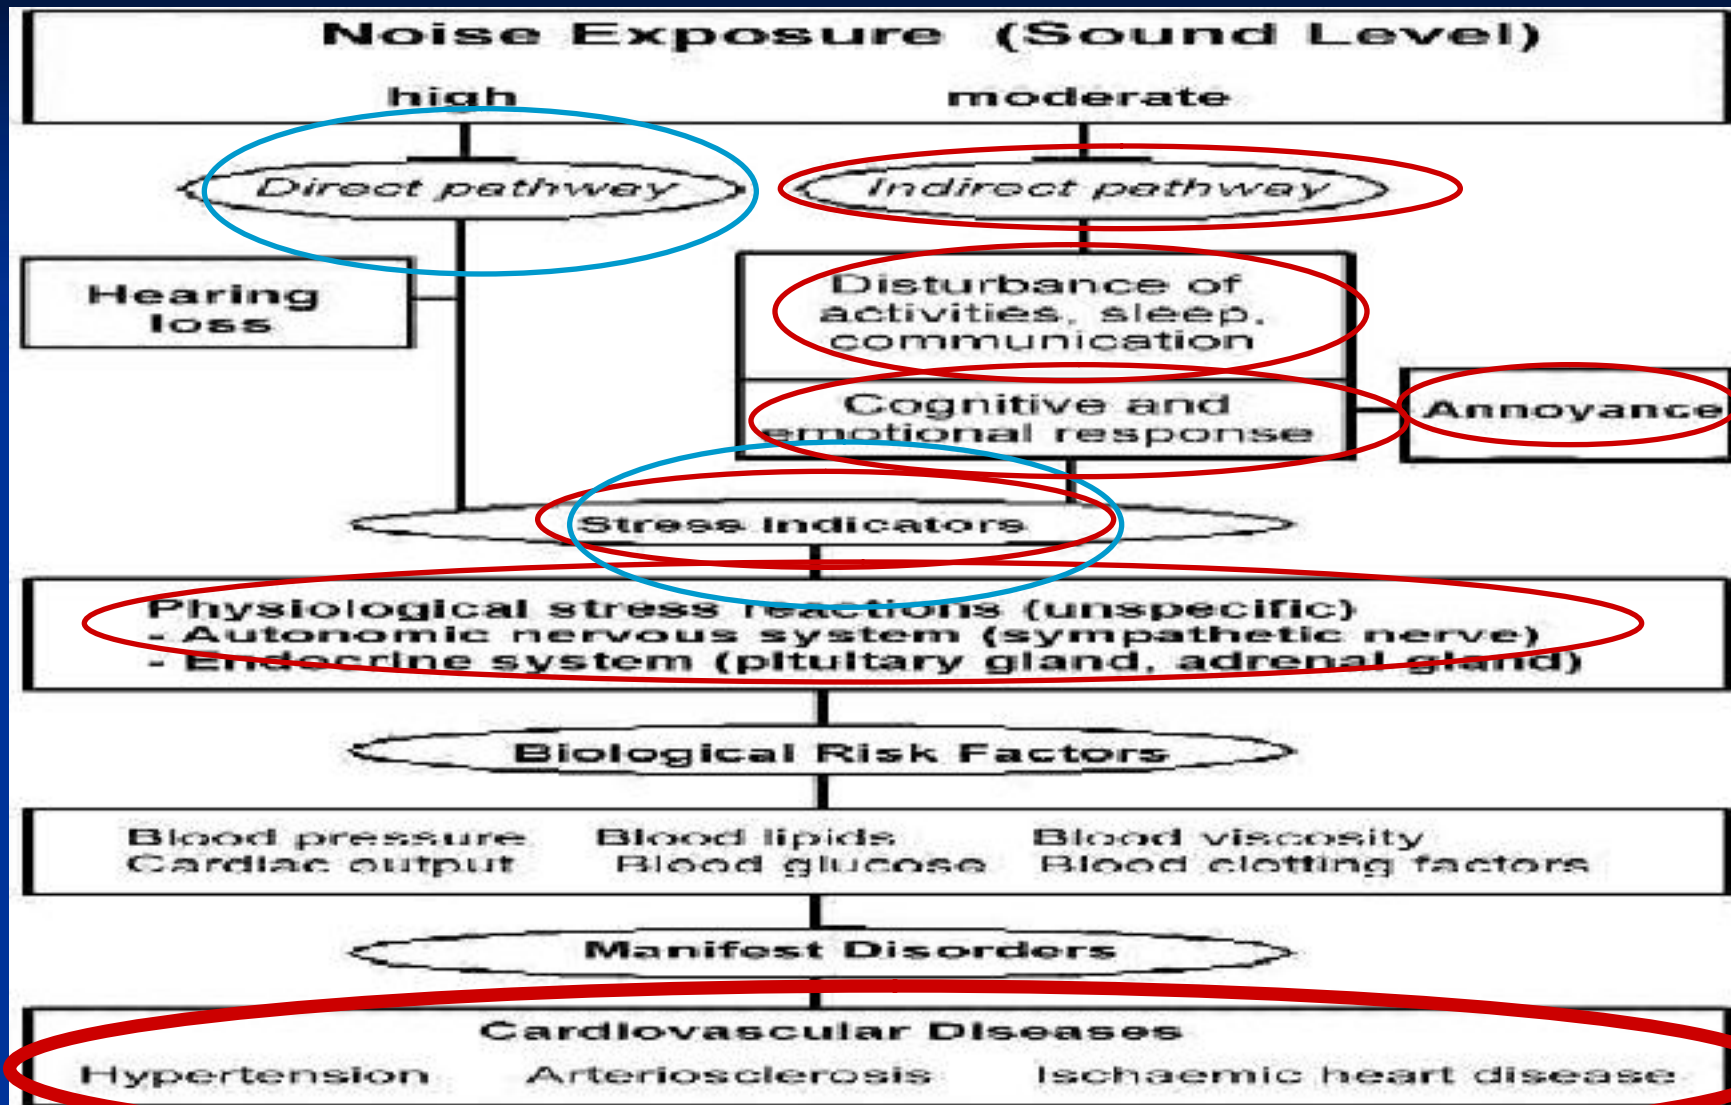 Noise Exposure (Sound Level)
high moderate
Direct pathway Indirect pathway
Hearing
loss
Disturbance of
activities, sleep,
communication
Cognitive and
emotional response
Annoyance
Stress Indicators
Physiological stress reactions (unspecific)
- Autonomic nervous system (sympathetic nerve)
- Endocrine system (pituitary gland, adrenal gland)
Biological Risk Factors
Blood pressure Blood lipids Blood viscosity
Cardiac output Blood glucose Blood clotting factors
Manifest Disorders
Cardiovascular Diseases
Hypertension Arteriosclerosis Ischaemic heart disease